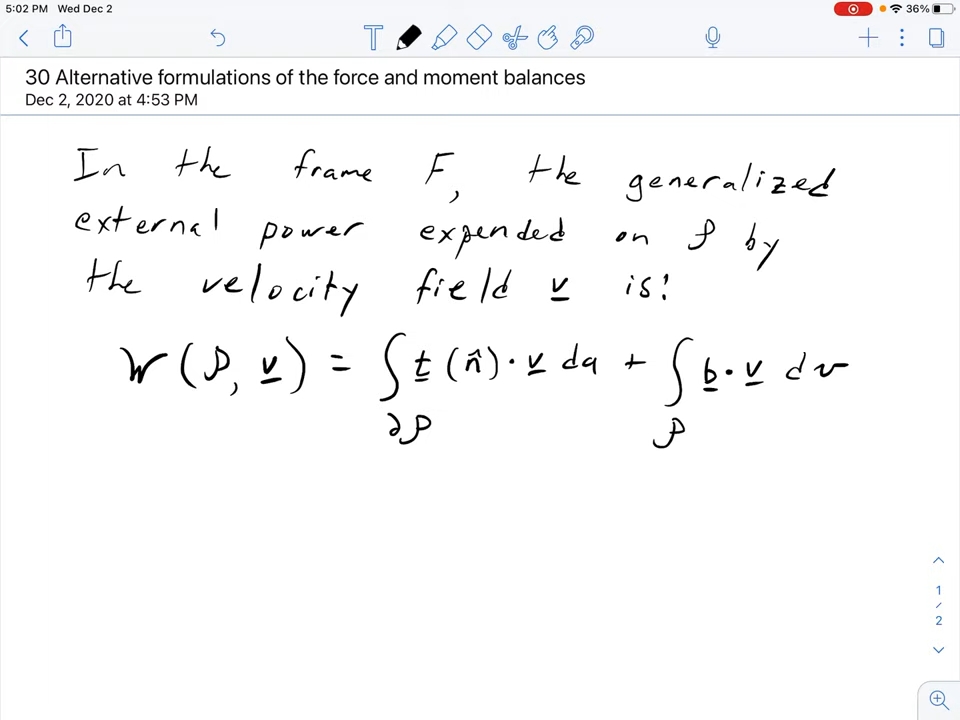 5:02 PM Wed Dec 2
36%
T
30 Alternative formulations of the force and moment balances
Dec 2, 2020 at 4:53 PM
In the frame F, the generalized
external power expended on 𝒫 by
the velocity field v̲ is:
𝒲(𝒫, v̲) = ∫ t̲(n̂)·v̲ da + ∫ b̲·v̲ dv
∂𝒫 𝒫
1
/
2